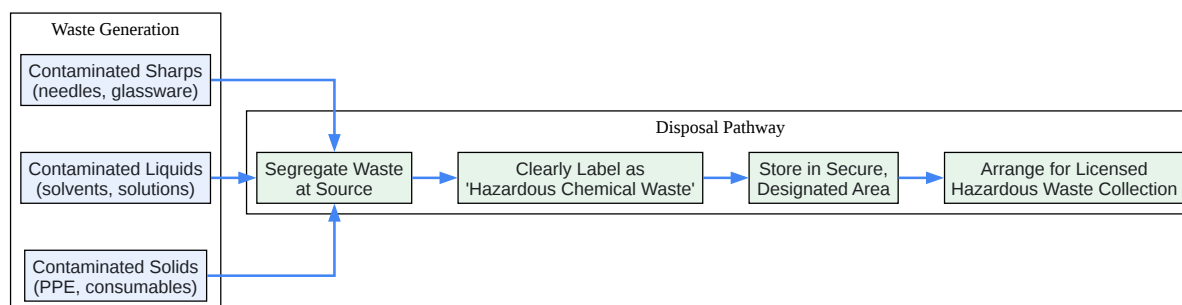 Waste Generation
Contaminated Sharps
(needles, glassware)
Disposal Pathway
Contaminated Liquids
(solvents, solutions)
Segregate Waste
at Source
Clearly Label as
'Hazardous Chemical Waste'
Store in Secure,
Designated Area
Arrange for Licensed
Hazardous Waste Collection
Contaminated Solids
(PPE, consumables)